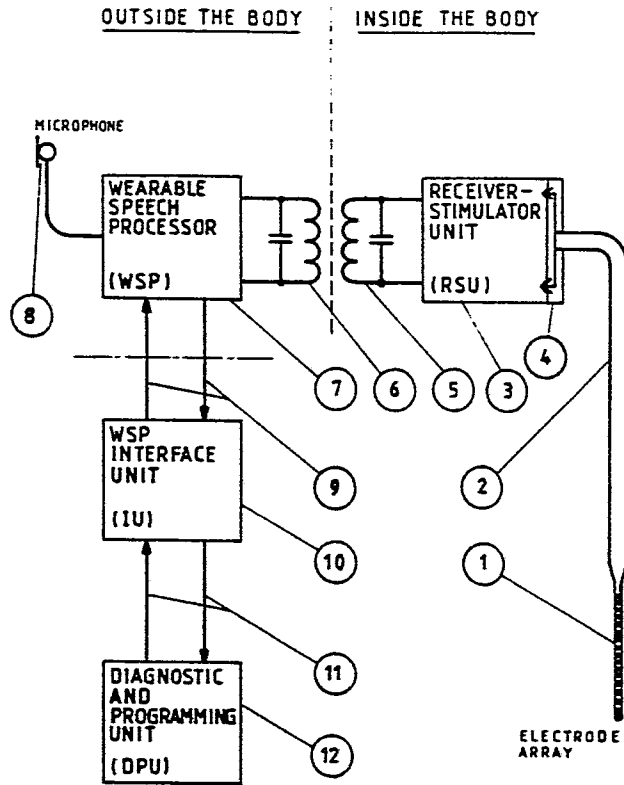 OUTSIDE THE BODY
INSIDE THE BODY
MICROPHONE
WEARABLE
SPEECH
PROCESSOR
(WSP)
RECEIVER-
STIMULATOR
UNIT
(RSU)
8
7
6
5
3
4
WSP
INTERFACE
UNIT
(IU)
9
2
10
1
11
DIAGNOSTIC
AND
PROGRAMMING
UNIT
(DPU)
12
ELECTRODE
ARRAY